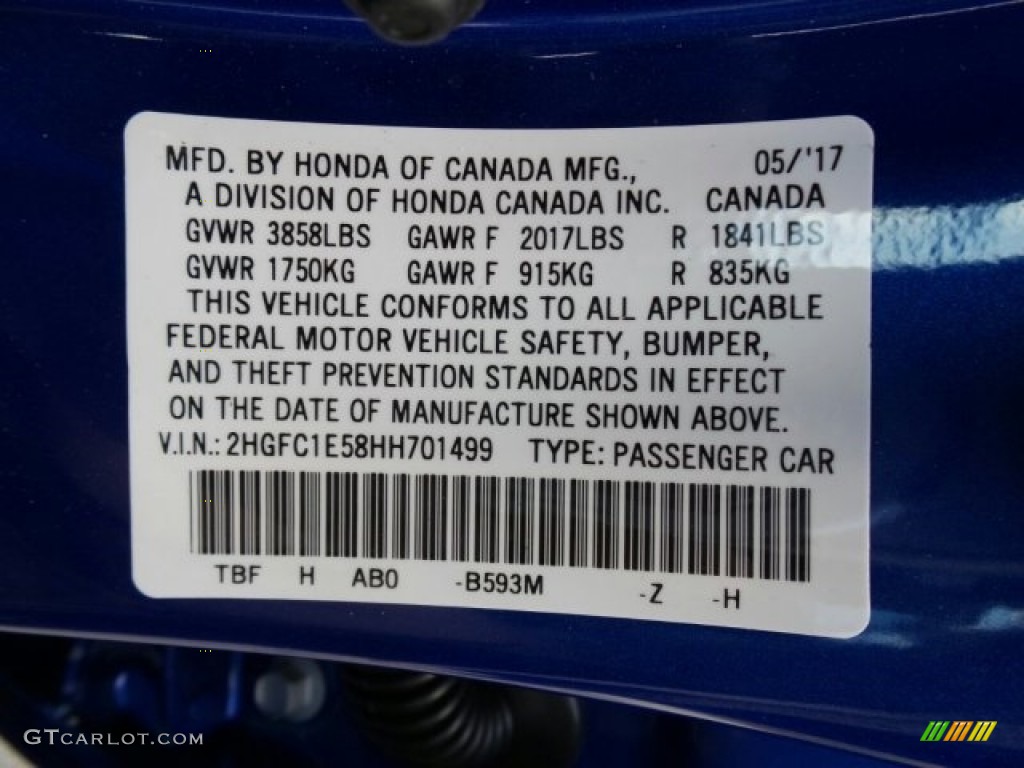 MFD. BY HONDA OF CANADA MFG., 05/'17
A DIVISION OF HONDA CANADA INC. CANADA
GVWR 3858LBS GAWR F 2017LBS R 1841LBS
GVWR 1750KG GAWR F 915KG R 835KG
THIS VEHICLE CONFORMS TO ALL APPLICABLE
FEDERAL MOTOR VEHICLE SAFETY, BUMPER,
AND THEFT PREVENTION STANDARDS IN EFFECT
ON THE DATE OF MANUFACTURE SHOWN ABOVE.
V.I.N.: 2HGFC1E58HH701499 TYPE: PASSENGER CAR
TBF H AB0 -B593M -Z -H
GTCARLOT.COM